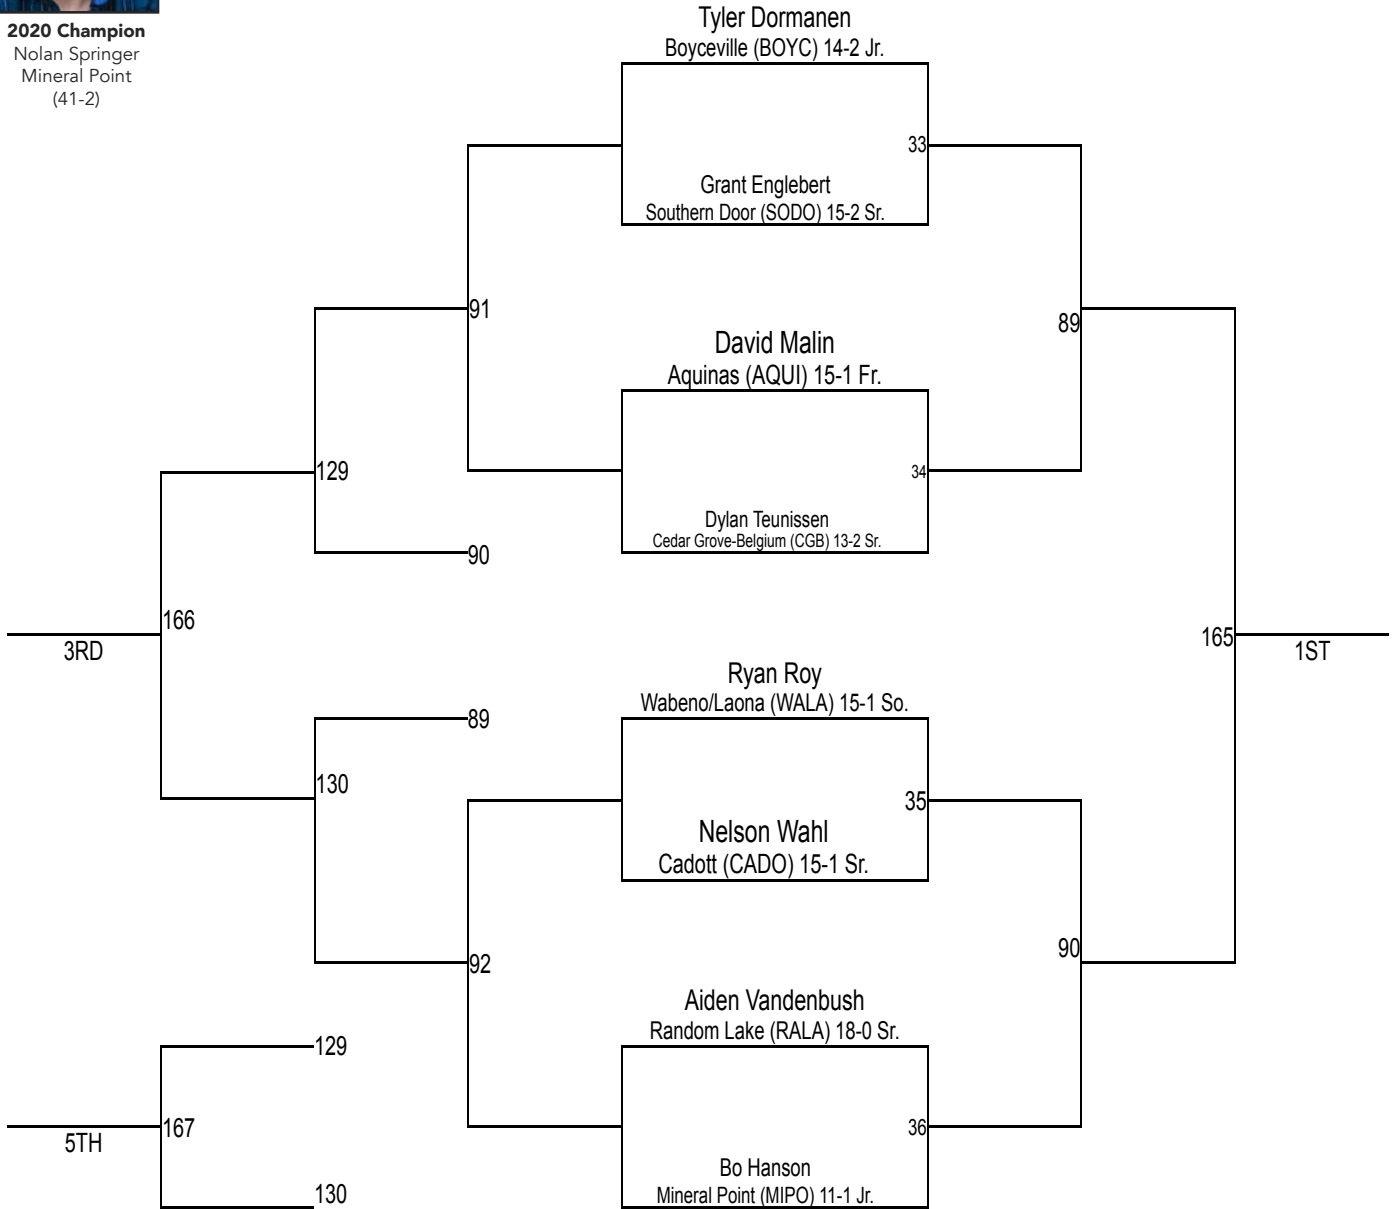 2020 Champion
Nolan Springer
Mineral Point
(41-2)
Tyler Dormanen
Boyceville (BOYC) 14-2 Jr.
33
Grant Englebert
Southern Door (SODO) 15-2 Sr.
91
89
David Malin
Aquinas (AQUI) 15-1 Fr.
129
34
Dylan Teunissen
Cedar Grove-Belgium (CGB) 13-2 Sr.
90
166
3RD
165
1ST
Ryan Roy
Wabeno/Laona (WALA) 15-1 So.
89
130
35
Nelson Wahl
Cadott (CADO) 15-1 Sr.
92
90
Aiden Vandenbush
Random Lake (RALA) 18-0 Sr.
129
167
5TH
36
Bo Hanson
Mineral Point (MIPO) 11-1 Jr.
130